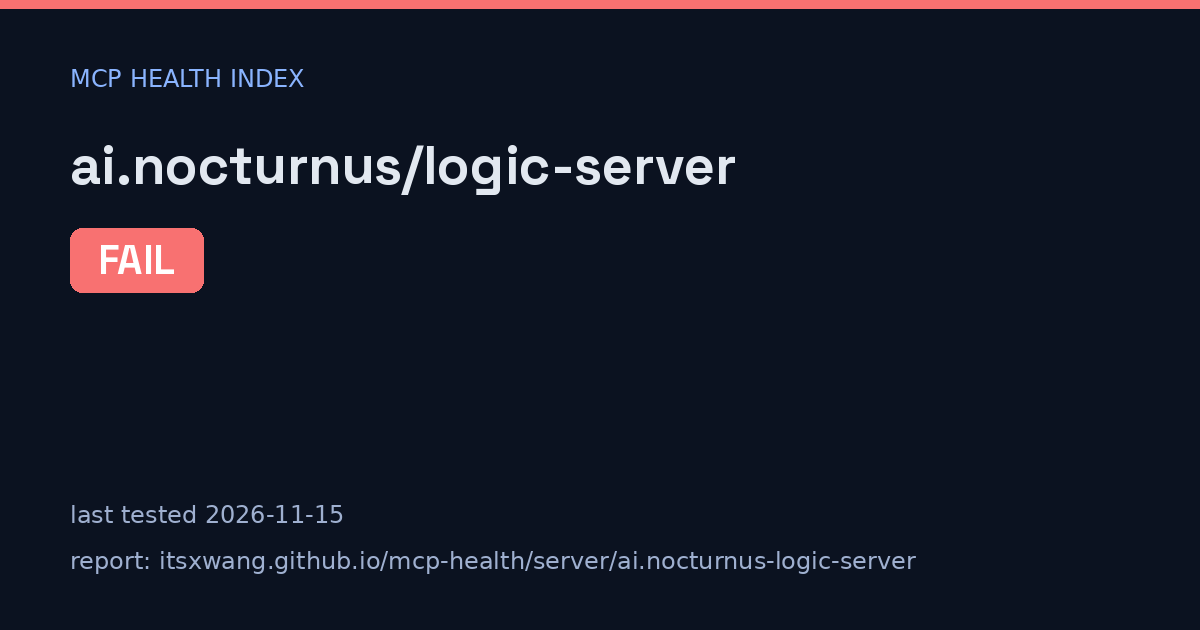 MCP HEALTH INDEX
ai.nocturnus/logic-server
FAIL
last tested 2026-11-15
report: itsxwang.github.io/mcp-health/server/ai.nocturnus-logic-server